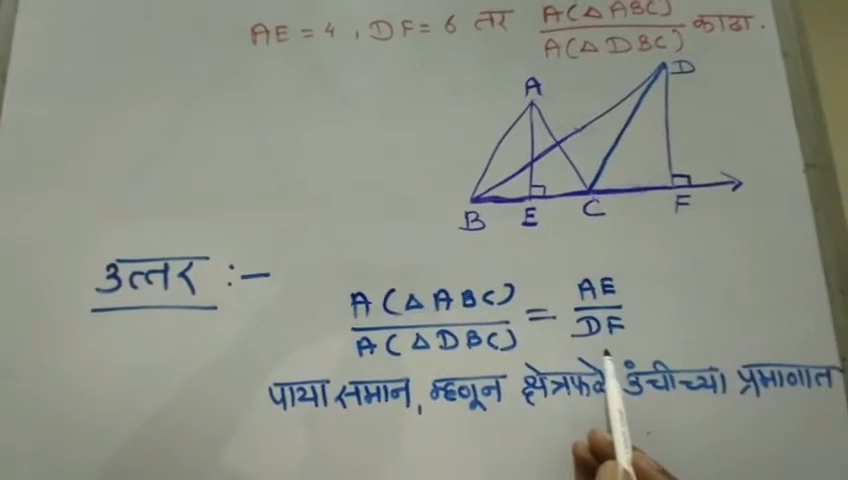 AE = 4 , DF = 6 तर A(△ABC) / A(△DBC) काढा.
A
D
B E C F
उत्तर :-
A(△ABC) / A(△DBC) = AE / DF
पाया समान, म्हणून क्षेत्रफळे उंचीच्या प्रमाणात